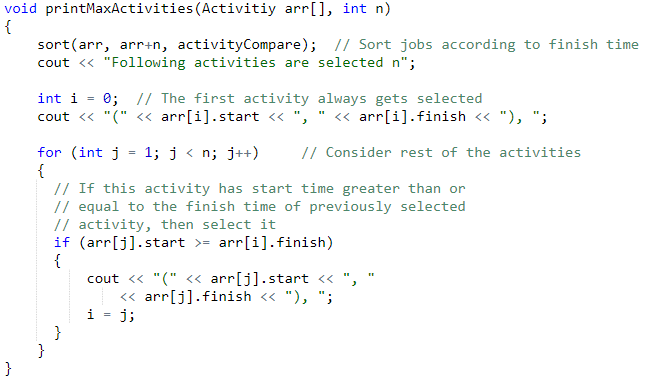 void printMaxActivities(Activitiy arr[], int n)
{
    sort(arr, arr+n, activityCompare);  // Sort jobs according to finish time
    cout << "Following activities are selected n";

    int i = 0;  // The first activity always gets selected
    cout << "(" << arr[i].start << ", " << arr[i].finish << "), ";

    for (int j = 1; j < n; j++)     // Consider rest of the activities
    {
      // If this activity has start time greater than or
      // equal to the finish time of previously selected
      // activity, then select it
      if (arr[j].start >= arr[i].finish)
      {
          cout << "(" << arr[j].start << ", "
              << arr[j].finish << "), ";
          i = j;
      }
    }
}